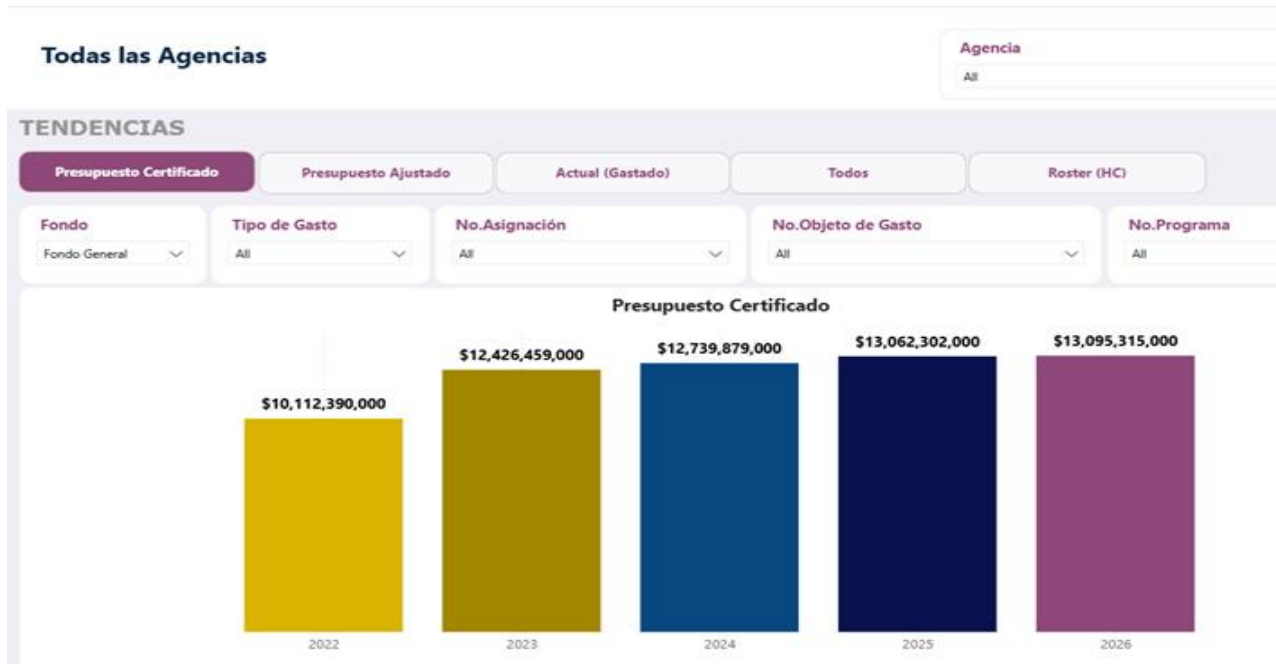 Todas las Agencias
Agencia
All
TENDENCIAS
Presupuesto Certificado
Presupuesto Ajustado
Actual (Gastado)
Todos
Roster (HC)
Fondo
Fondo General
Tipo de Gasto
All
No.Asignación
All
No.Objeto de Gasto
All
No.Programa
All
Presupuesto Certificado
$10,112,390,000
$12,426,459,000
$12,739,879,000
$13,062,302,000
$13,095,315,000
2022
2023
2024
2025
2026